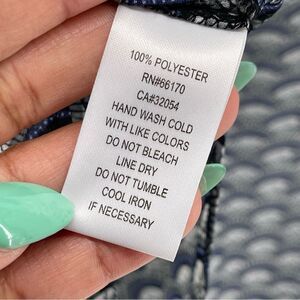 100% POLYESTER
RN#66170
CA#32054
HAND WASH COLD
WITH LIKE COLORS
DO NOT BLEACH
LINE DRY
DO NOT TUMBLE
COOL IRON
IF NECESSARY